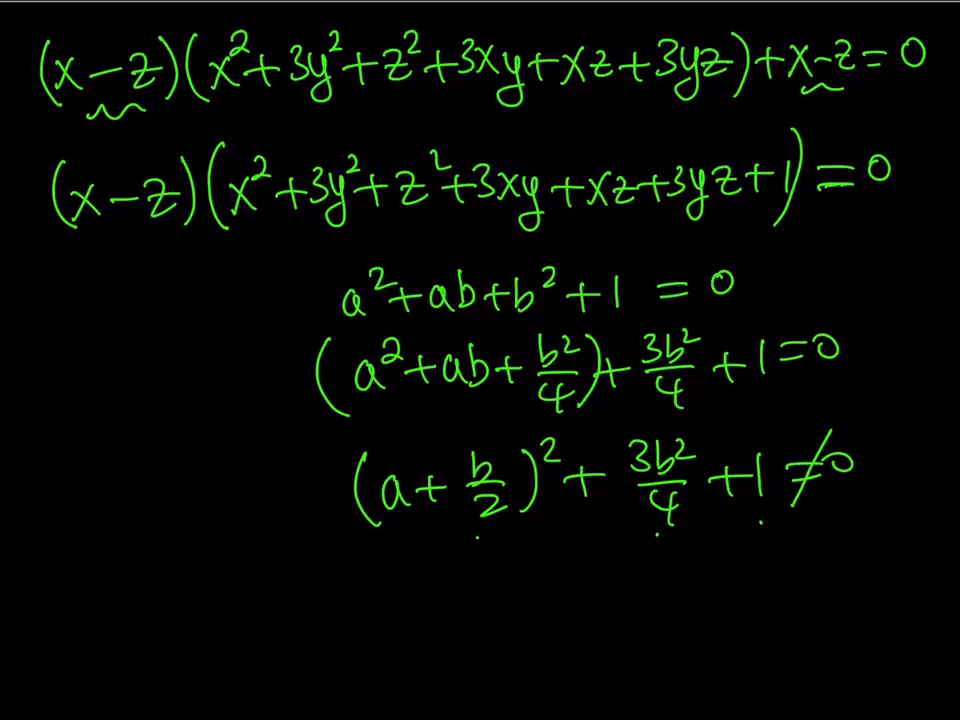 (x-z)(x²+3y²+z²+3xy+xz+3yz)+x-z=0
(x-z)(x²+3y²+z²+3xy+xz+3yz+1)=0
a²+ab+b²+1=0
(a²+ab+b²/4)+3b²/4+1=0
(a+b/2)²+3b²/4+1≠0